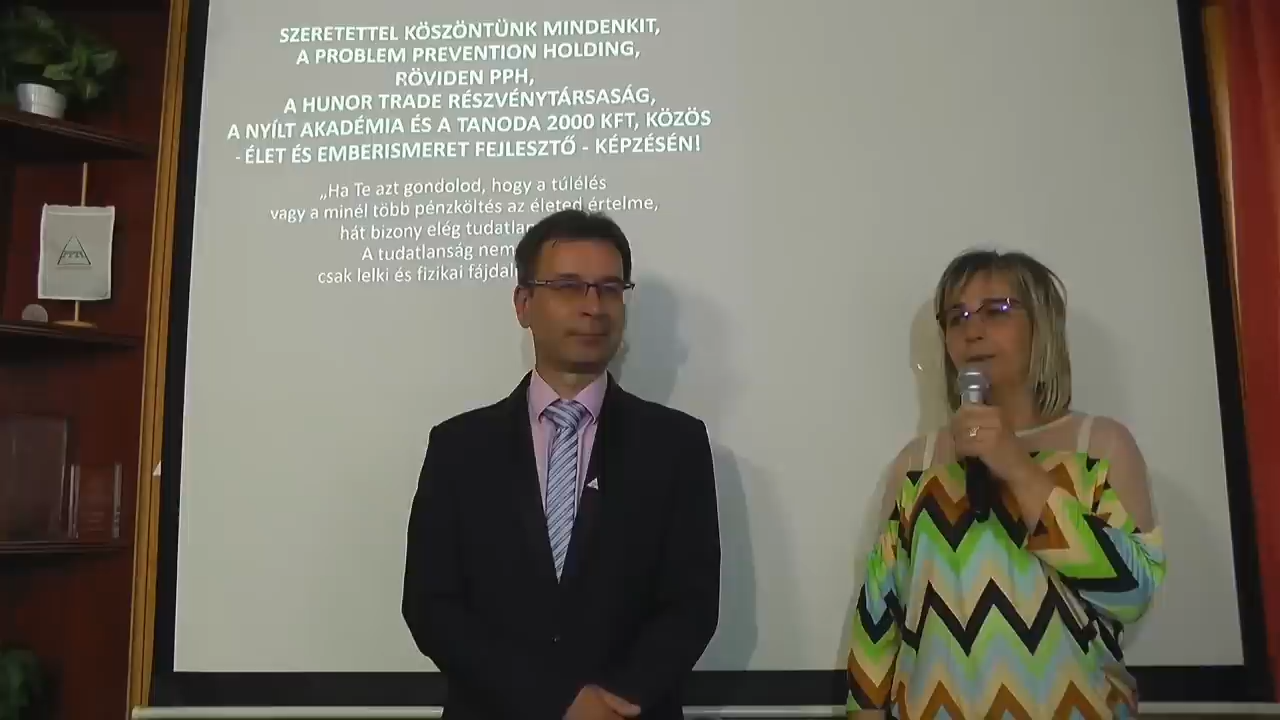 SZERETETTEL KÖSZÖNTÜNK MINDENKIT,
A PROBLEM PREVENTION HOLDING,
RÖVIDEN PPH,
A HUNOR TRADE RÉSZVÉNYTÁRSASÁG,
A NYÍLT AKADÉMIA ÉS A TANODA 2000 KFT, KÖZÖS
- ÉLET ÉS EMBERISMERET FEJLESZTŐ - KÉPZÉSÉN!
„Ha Te azt gondolod, hogy a túlélés
vagy a minél több pénzköltés az életed értelme,
hát bizony elég
A tudatlanság nem
csak lelki és fizikai